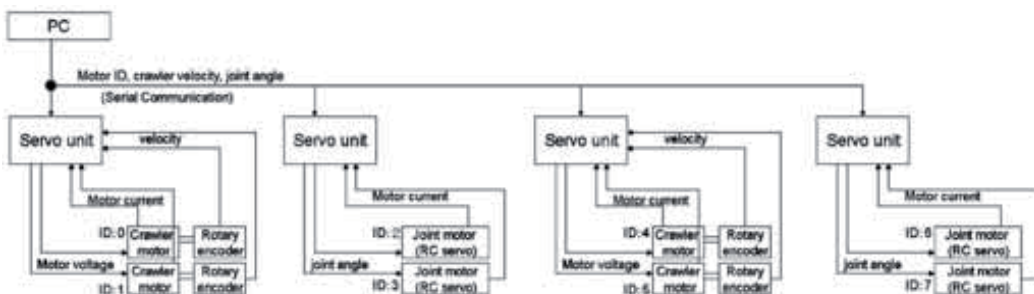 PC
Motor ID, crawler velocity, joint angle
(Serial Communication)
Servo unit
Servo unit
Servo unit
Servo unit
velocity
velocity
Motor current
Motor current
Motor current
Motor current
ID:0 Crawler motor
Rotary encoder
ID:2 Joint motor (RC servo)
ID:4 Crawler motor
Rotary encoder
ID:6 Joint motor (RC servo)
Motor voltage
ID:1 Crawler motor
Rotary encoder
joint angle
ID:3 Joint motor (RC servo)
Motor voltage
ID:5 Crawler motor
Rotary encoder
joint angle
ID:7 Joint motor (RC servo)